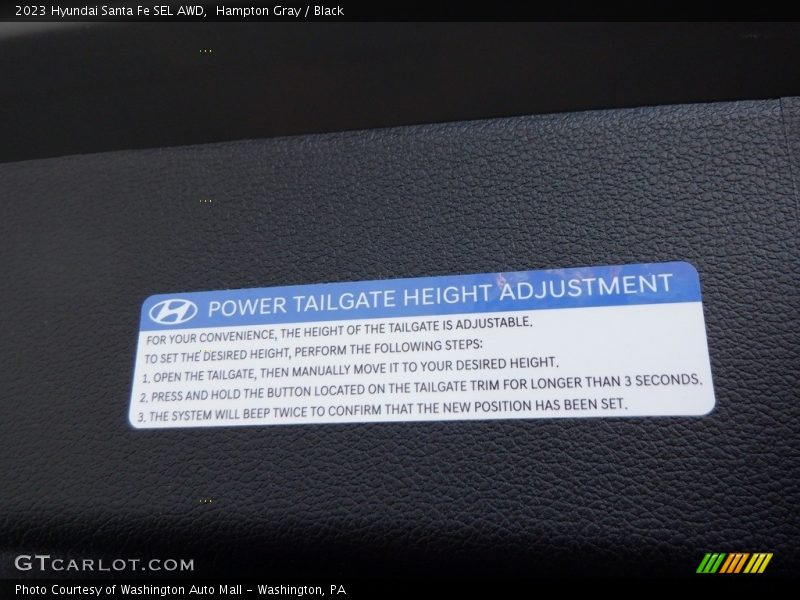 2023 Hyundai Santa Fe SEL AWD,  Hampton Gray / Black
POWER TAILGATE HEIGHT ADJUSTMENT
FOR YOUR CONVENIENCE, THE HEIGHT OF THE TAILGATE IS ADJUSTABLE.
TO SET THE DESIRED HEIGHT, PERFORM THE FOLLOWING STEPS:
1. OPEN THE TAILGATE, THEN MANUALLY MOVE IT TO YOUR DESIRED HEIGHT.
2. PRESS AND HOLD THE BUTTON LOCATED ON THE TAILGATE TRIM FOR LONGER THAN 3 SECONDS.
3. THE SYSTEM WILL BEEP TWICE TO CONFIRM THAT THE NEW POSITION HAS BEEN SET.
GTCARLOT.COM
Photo Courtesy of Washington Auto Mall - Washington, PA